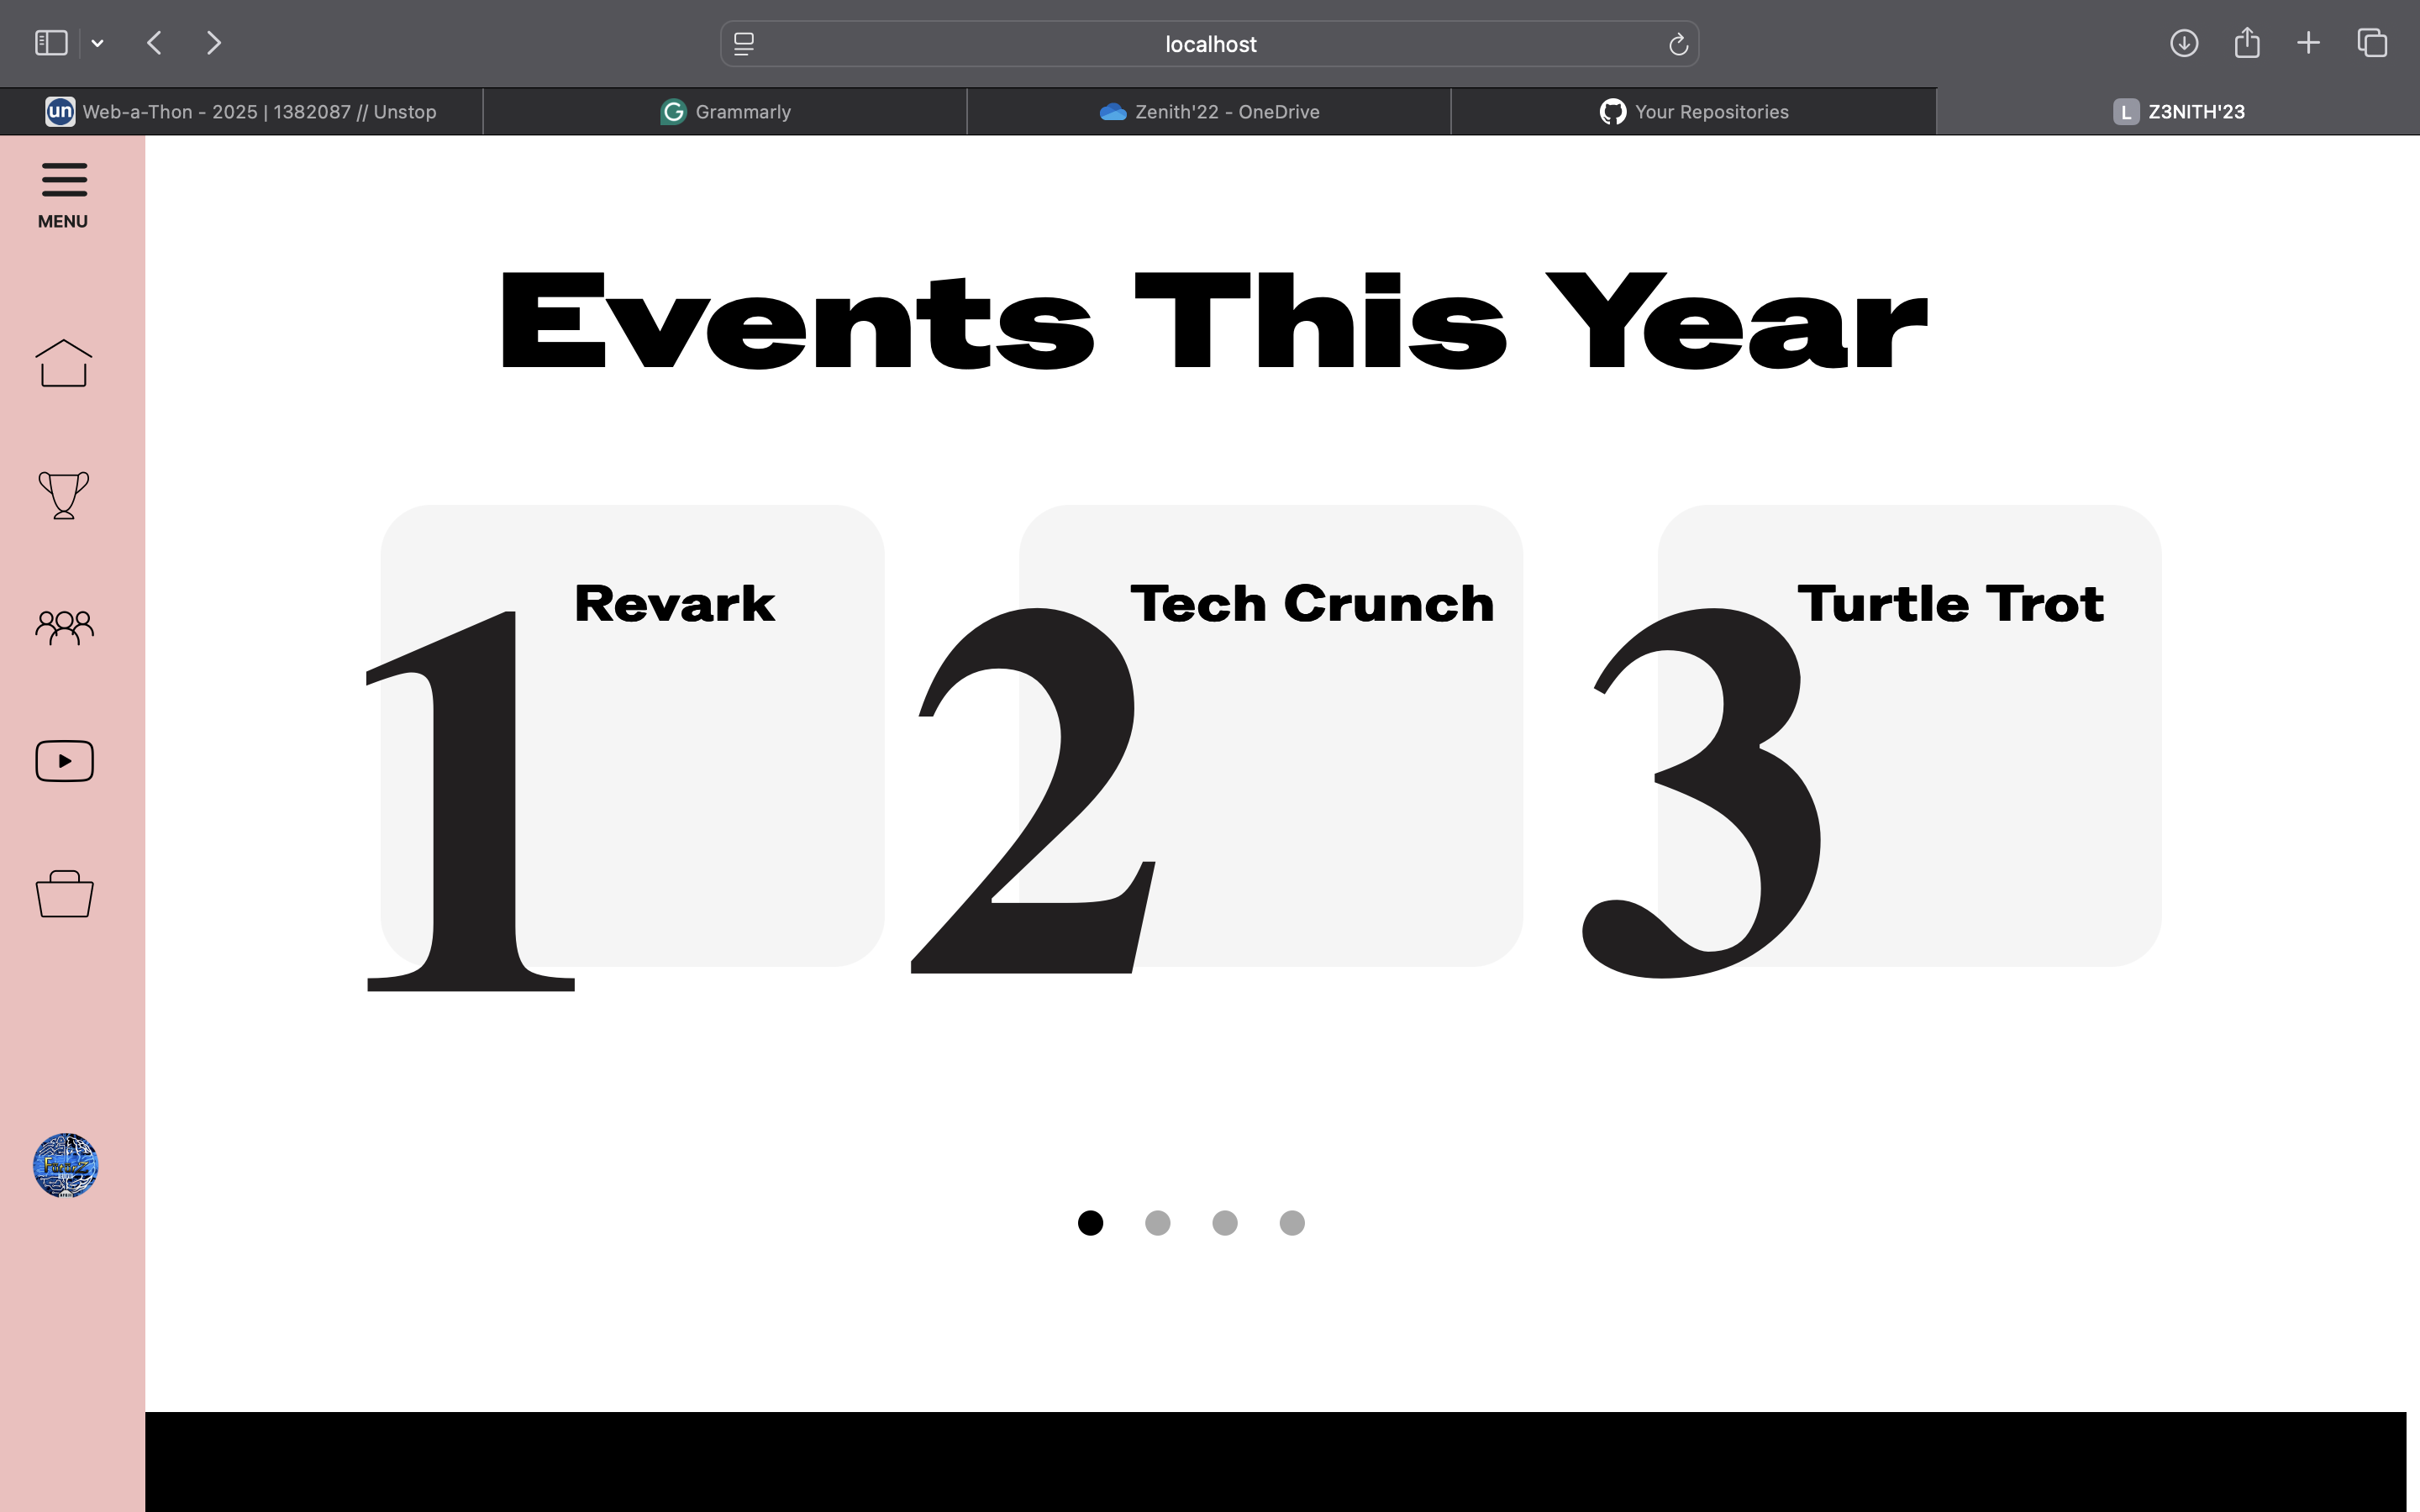 localhost
un Web-a-Thon - 2025 | 1382087 // Unstop
Grammarly
Zenith'22 - OneDrive
Your Repositories
L Z3NITH'23
MENU
Events This Year
Revark
Tech Crunch
Turtle Trot
1
2
3